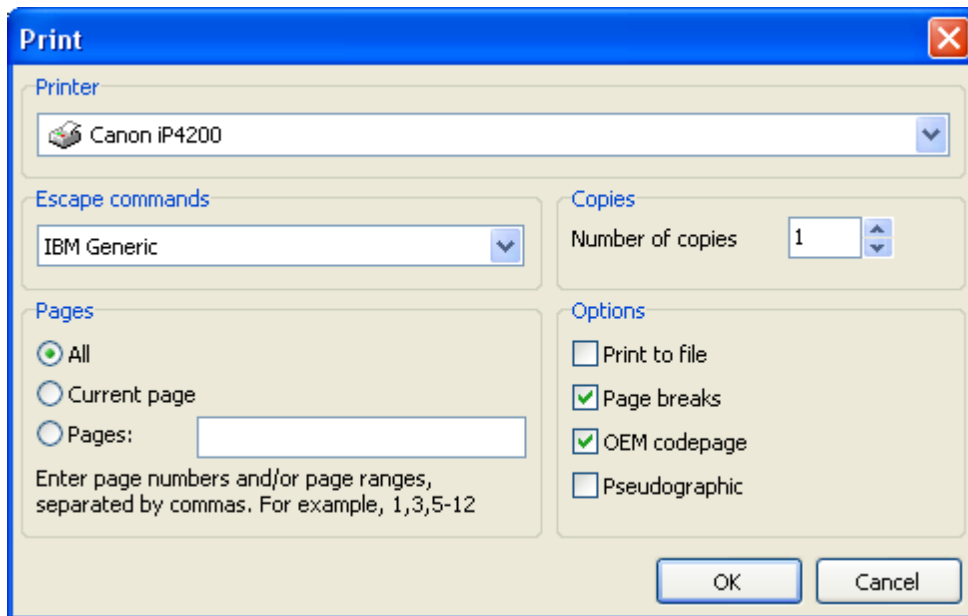 Print
Printer
Canon iP4200
Escape commands
IBM Generic
Copies
Number of copies 1
Pages
All
Current page
Pages:
Enter page numbers and/or page ranges,
separated by commas. For example, 1,3,5-12
Options
Print to file
Page breaks
OEM codepage
Pseudographic
OK Cancel